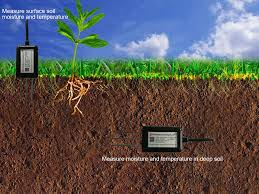 Measure surface soil
moisture and temperature
Measure moisture and temperature in deep soil